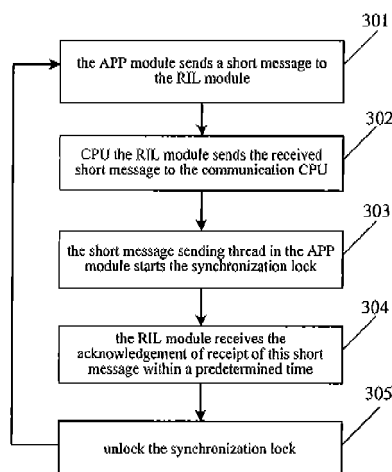 301
the APP module sends a short message to
the RIL module
302
CPU the RIL module sends the received
short message to the communication CPU
303
the short message sending thread in the APP
module starts the synchronization lock
304
the RIL module receives the
acknowledgement of receipt of this short
message within a predetermined time
305
unlock the synchronization lock